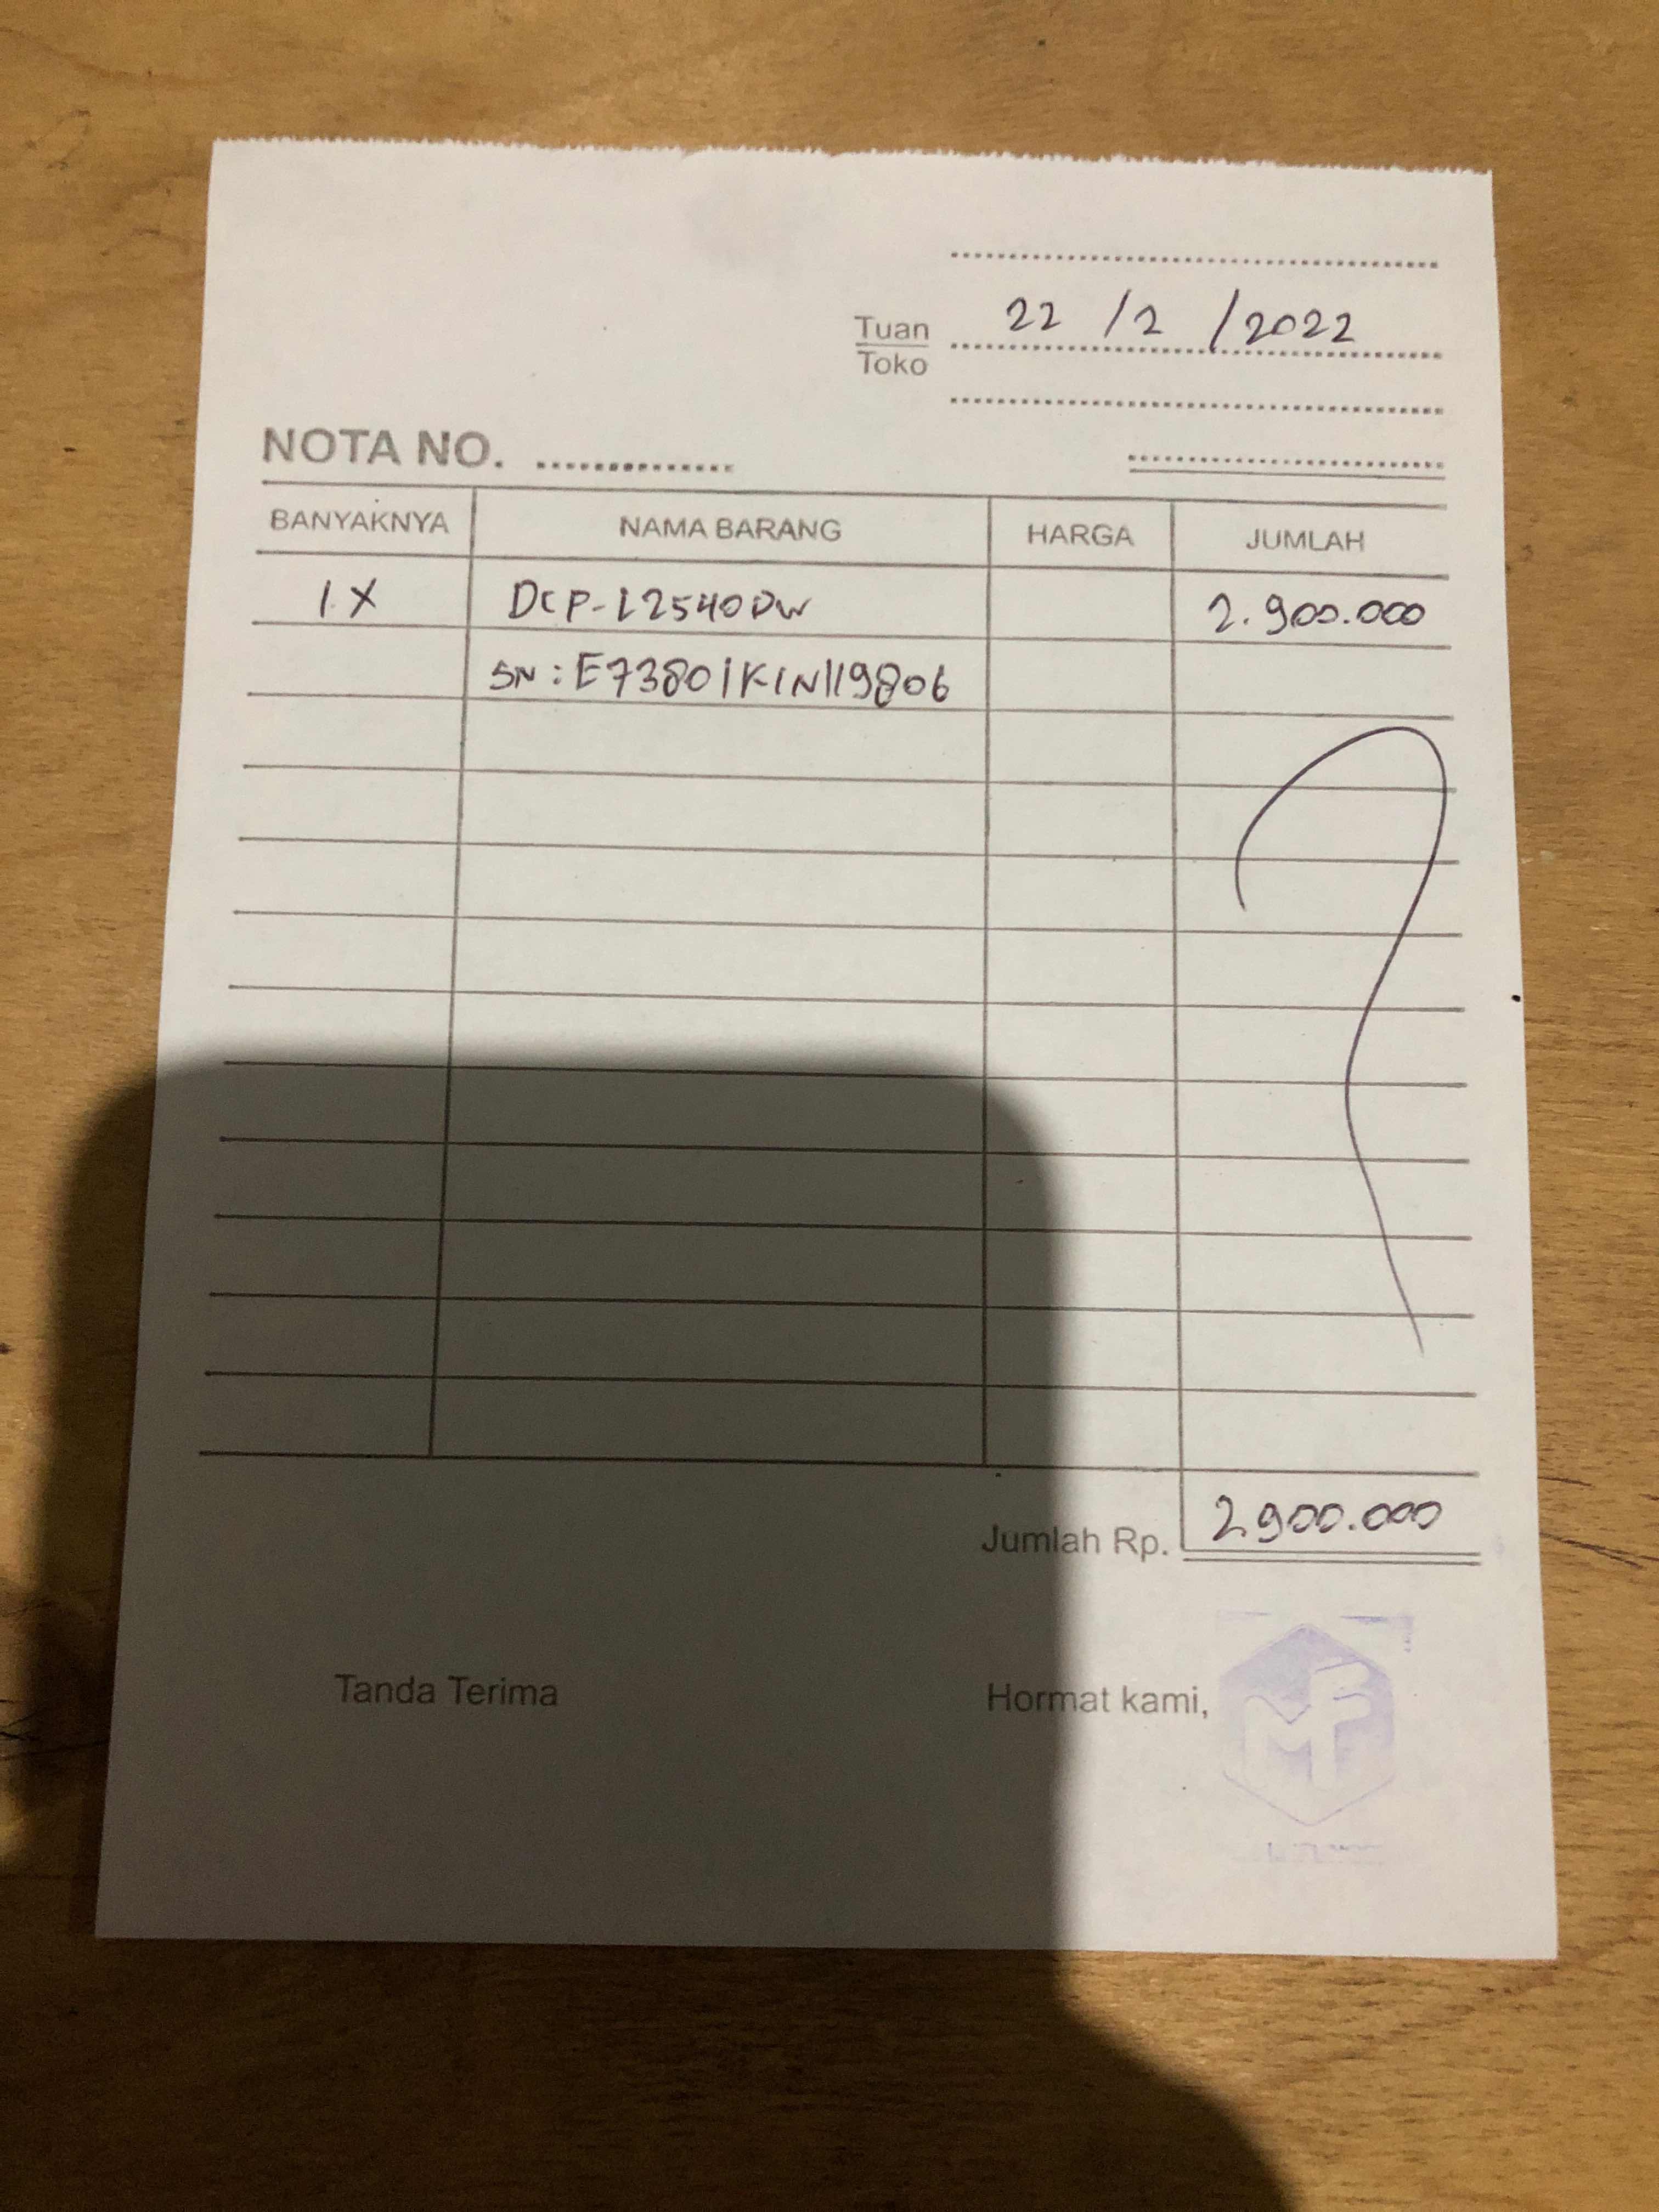 22 /2 /2022
Tuan
Toko
NOTA NO.
BANYAKNYA NAMA BARANG HARGA JUMLAH
1 X DCP-L2540DW 2.900.000
SN: E73801K1N119806
Jumlah Rp. 2.900.000
Tanda Terima Hormat kami,
MF